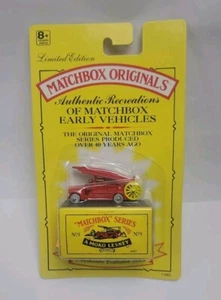 8+
Limited Edition
MATCHBOX ORIGINALS
Authentic Recreations
OF MATCHBOX
EARLY VEHICLES
THE ORIGINAL MATCHBOX
SERIES PRODUCED
OVER 40 YEARS AGO
"MATCHBOX" SERIES
A MOKO LESNEY